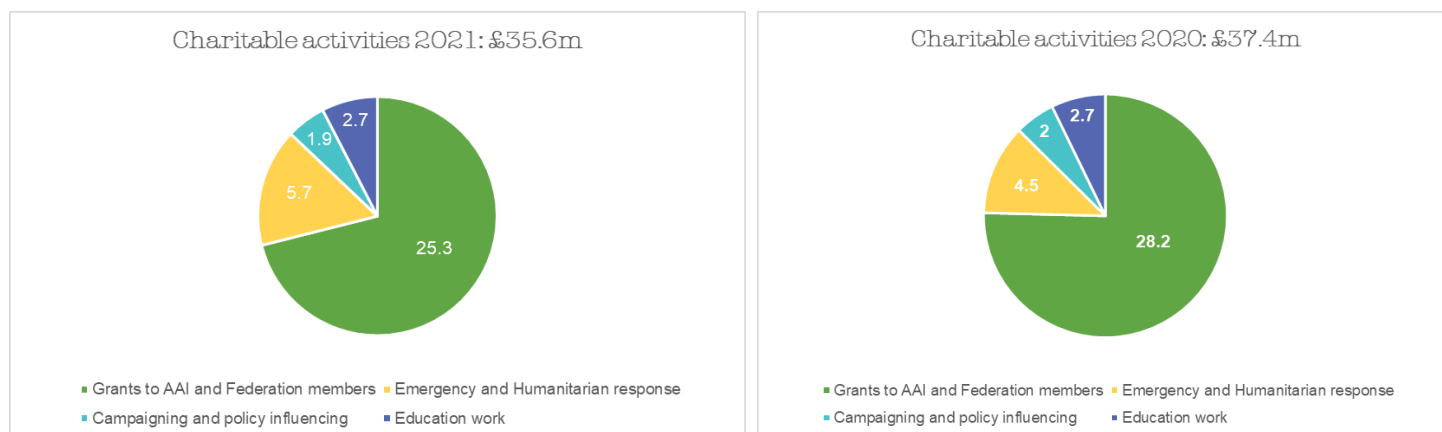 Charitable activities 2021: £35.6m
2.7
1.9
5.7
25.3
Grants to AAI and Federation members Emergency and Humanitarian response
Campaigning and policy influencing Education work
Charitable activities 2020: £37.4m
2.7
2
4.5
28.2
Grants to AAI and Federation members Emergency and Humanitarian response
Campaigning and policy influencing Education work